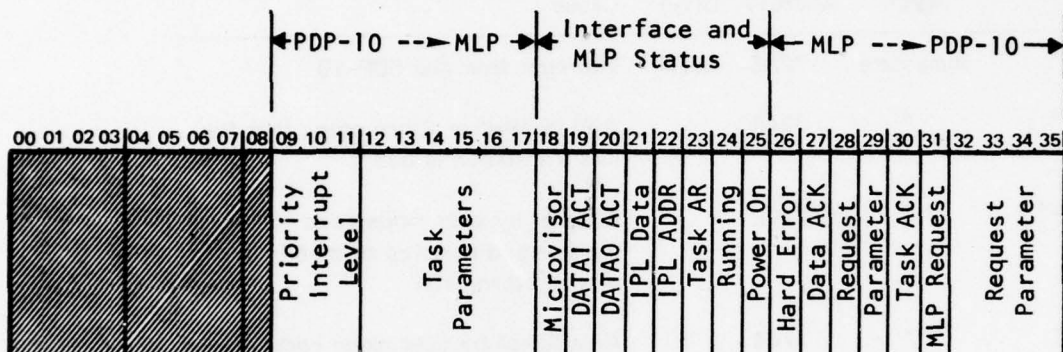 PDP-10 --► MLP
Interface and
MLP Status
MLP --► PDP-10
00 01 02 03 04 05 06 07 08 09 10 11 12 13 14 15 16 17 18 19 20 21 22 23 24 25 26 27 28 29 30 31 32 33 34 35
Priority
Interrupt
Level
Task
Parameters
Microvisor
DATAI ACT
DATAO ACT
IPL Data
IPL ADDR
Task AR
Running
Power On
Hard Error
Data ACK
Request
Parameter
Task ACK
MLP Request
Request
Parameter